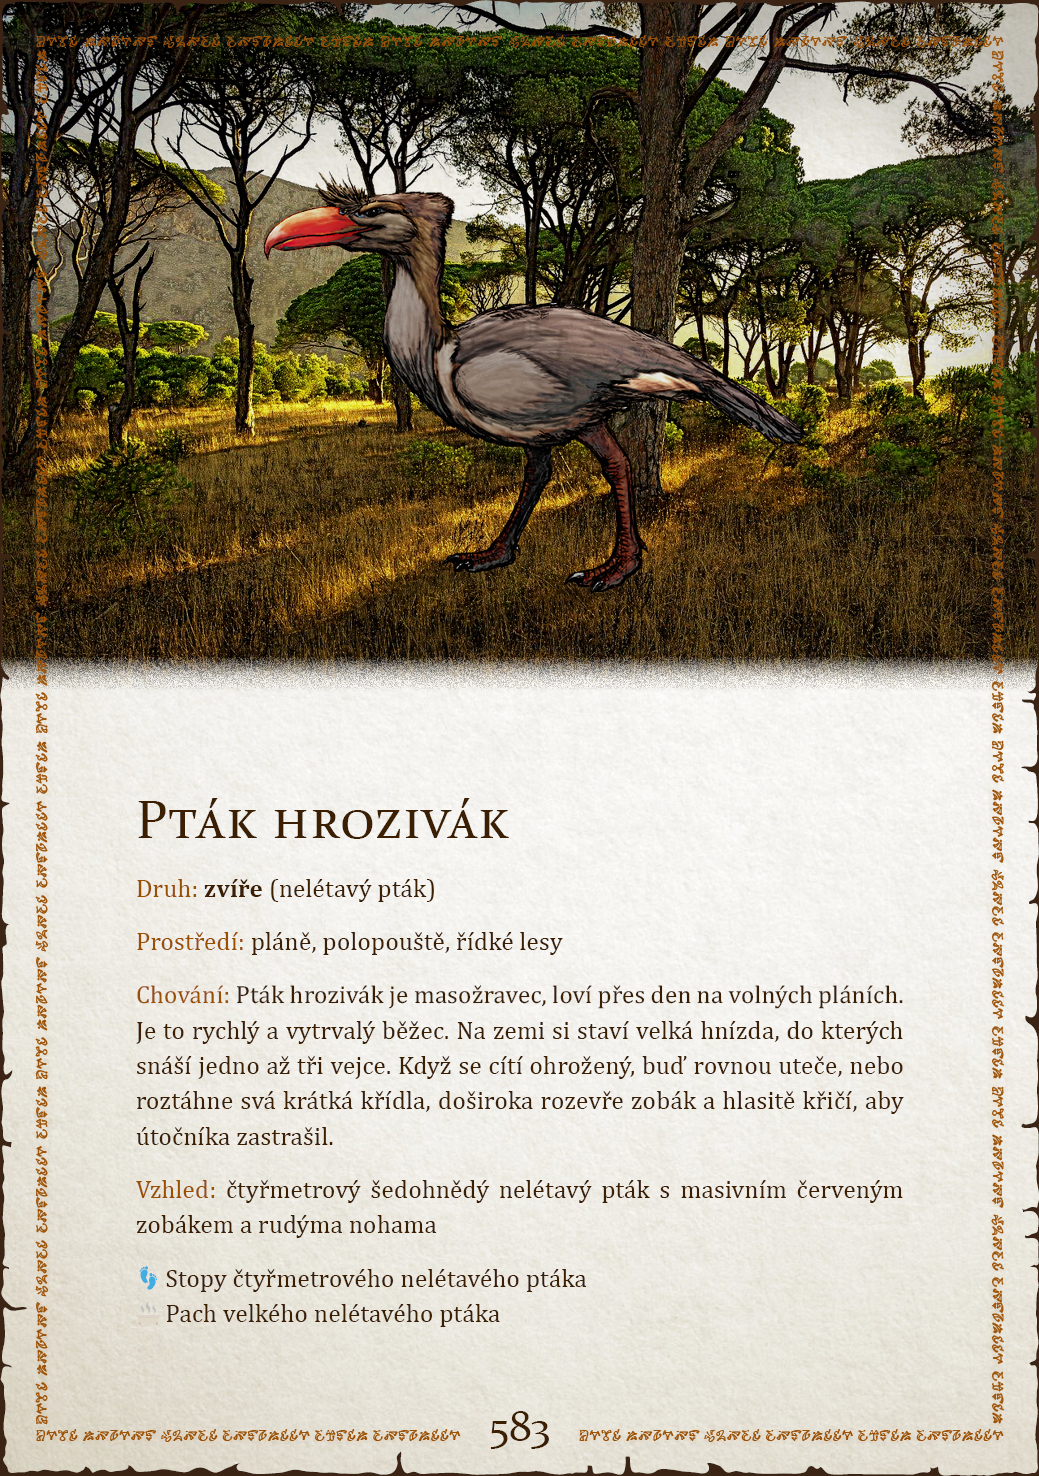 Pták hrozivák
Druh: zvíře (nelétavý pták)
Prostředí: pláně, polopouště, řídké lesy
Chování: Pták hrozivák je masožravec, loví přes den na volných pláních.
Je to rychlý a vytrvalý běžec. Na zemi si staví velká hnízda, do kterých
snáší jedno až tři vejce. Když se cítí ohrožený, buď rovnou uteče, nebo
roztáhne svá krátká křídla, doširoka rozevře zobák a hlasitě křičí, aby
útočníka zastrašil.
Vzhled: čtyřmetrový šedohnědý nelétavý pták s masivním červeným
zobákem a rudýma nohama
Stopy čtyřmetrového nelétavého ptáka
Pach velkého nelétavého ptáka
583